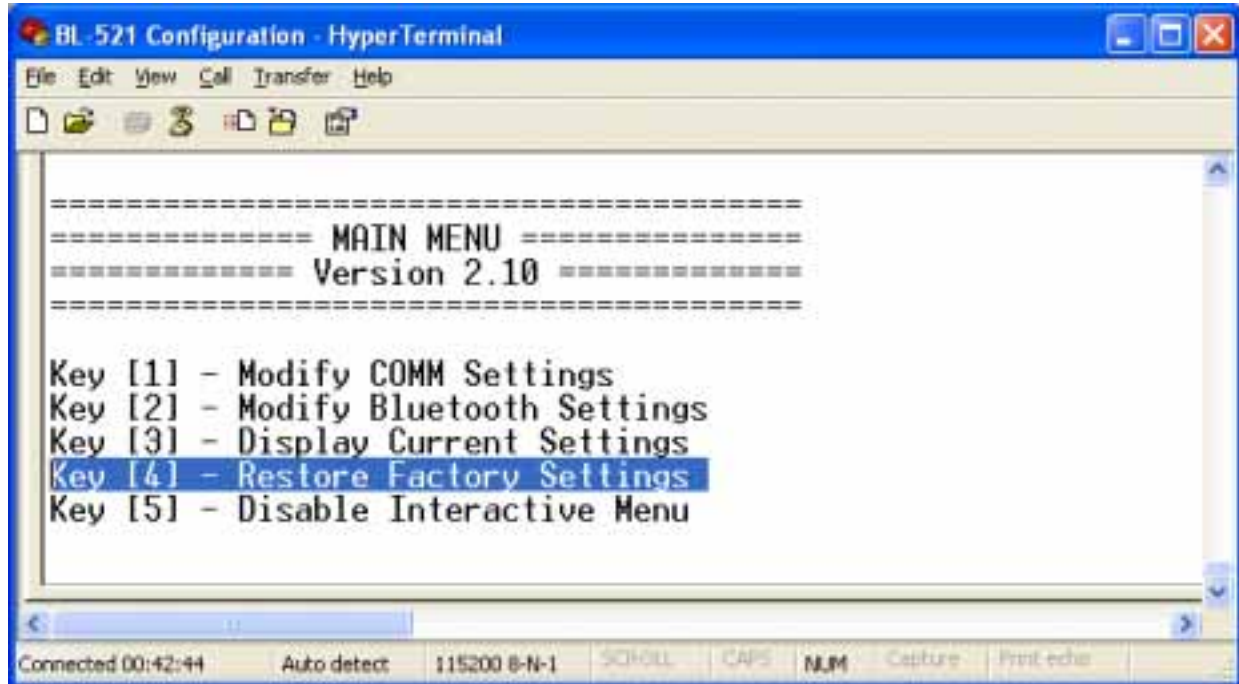 BL-521 Configuration - HyperTerminal
File Edit View Call Transfer Help
========================================
============== MAIN MENU ===============
============= Version 2.10 =============
========================================
Key [1] - Modify COMM Settings
Key [2] - Modify Bluetooth Settings
Key [3] - Display Current Settings
Key [4] - Restore Factory Settings
Key [5] - Disable Interactive Menu
Connected 00:42:44 Auto detect 115200 8-N-1 SCROLL CAPS NUM Capture Print echo